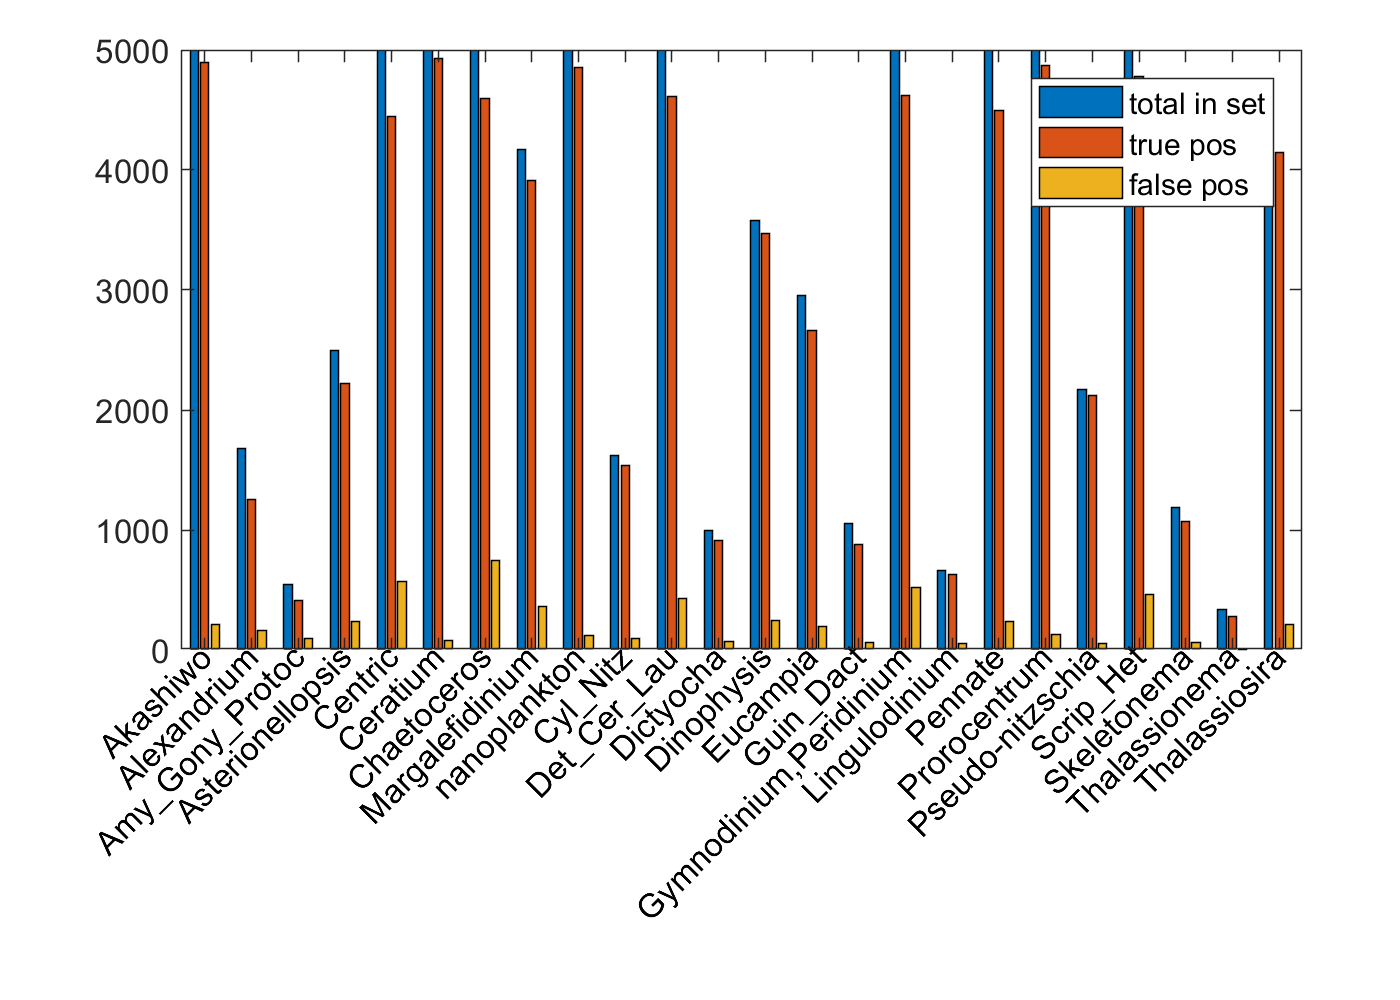 5000
4000
3000
2000
1000
0
total in set
true pos
false pos
Akashiwo
Alexandrium
Amy_Gony_Protoc
Asterionellopsis
Centric
Ceratium
Chaetoceros
Margalefidinium
nanoplankton
Cyl_Nitz
Det_Cer_Lau
Dictyocha
Dinophysis
Eucampia
Guin_Dact
Gymnodinium, Peridinium
Lingulodinium
Pennate
Prorocentrum
Pseudo-nitzschia
Scrip_Het
Skeletonema
Thalassionema
Thalassiosira